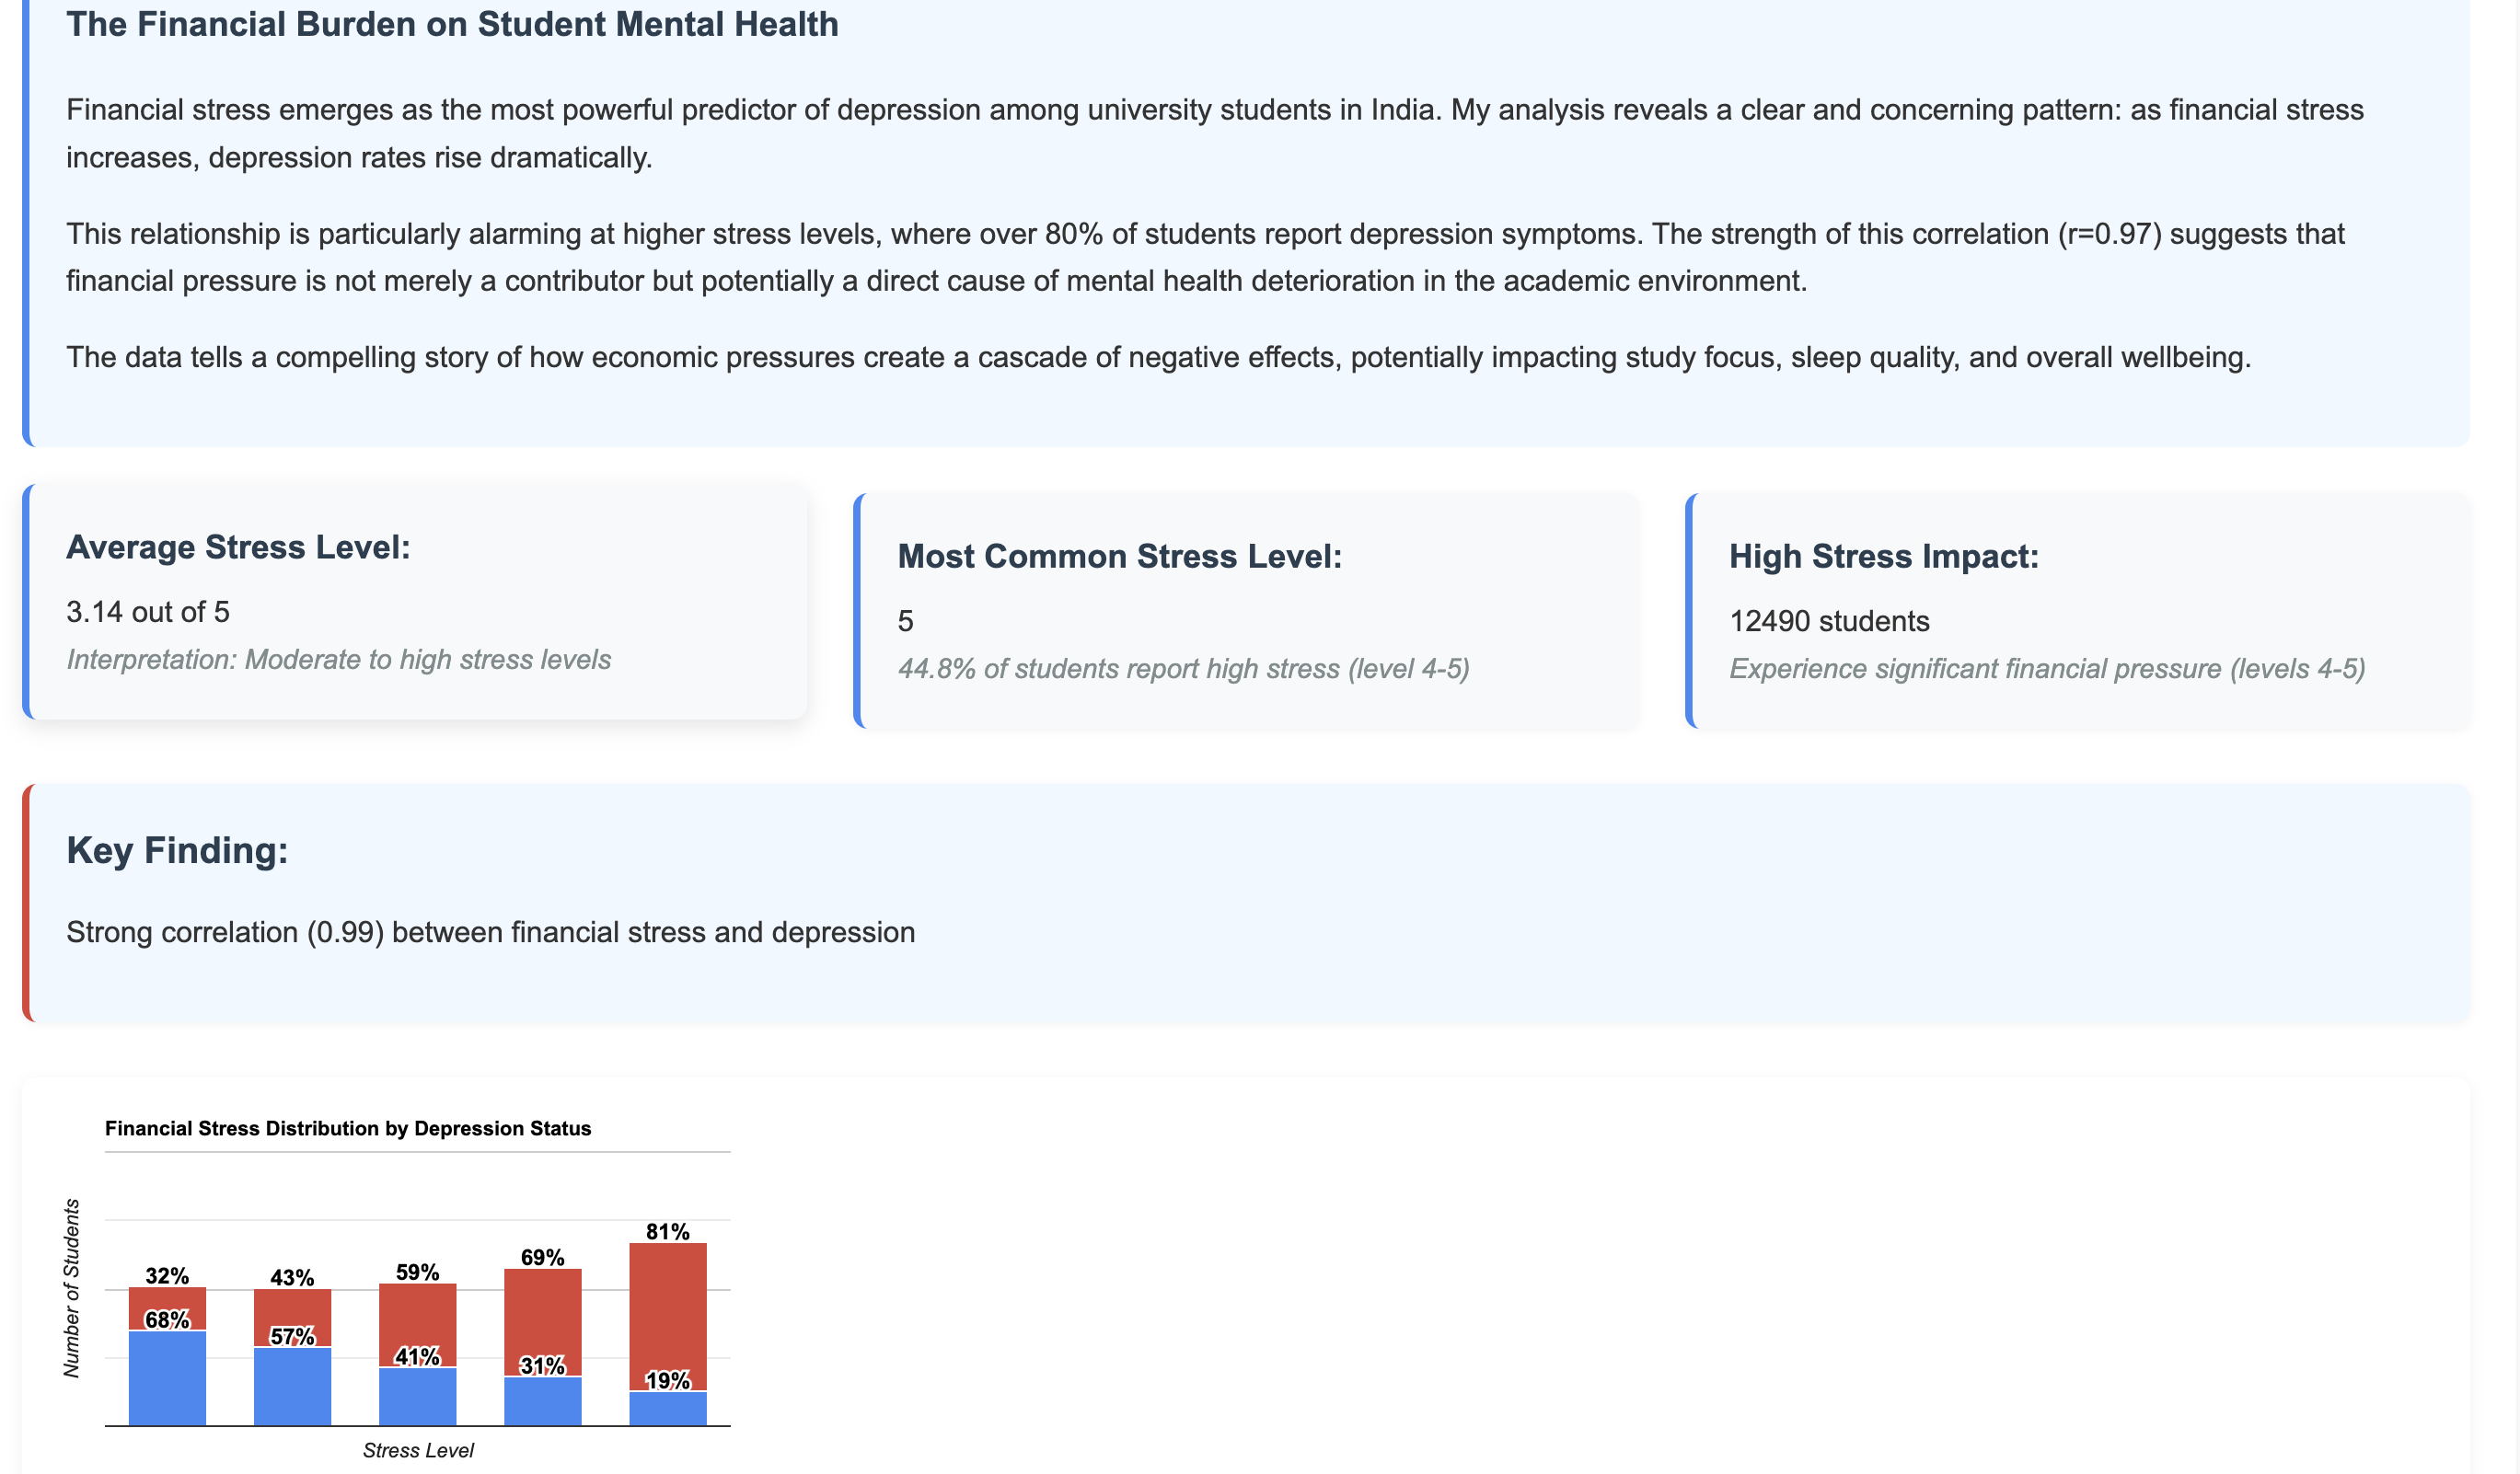 The Financial Burden on Student Mental Health
Financial stress emerges as the most powerful predictor of depression among university students in India. My analysis reveals a clear and concerning pattern: as financial stress
increases, depression rates rise dramatically.
This relationship is particularly alarming at higher stress levels, where over 80% of students report depression symptoms. The strength of this correlation (r=0.97) suggests that
financial pressure is not merely a contributor but potentially a direct cause of mental health deterioration in the academic environment.
The data tells a compelling story of how economic pressures create a cascade of negative effects, potentially impacting study focus, sleep quality, and overall wellbeing.
Average Stress Level:
3.14 out of 5
Interpretation: Moderate to high stress levels
Most Common Stress Level:
5
44.8% of students report high stress (level 4-5)
High Stress Impact:
12490 students
Experience significant financial pressure (levels 4-5)
Key Finding:
Strong correlation (0.99) between financial stress and depression
Financial Stress Distribution by Depression Status
Number of Students
32%
68%
43%
57%
59%
41%
69%
31%
81%
19%
Stress Level